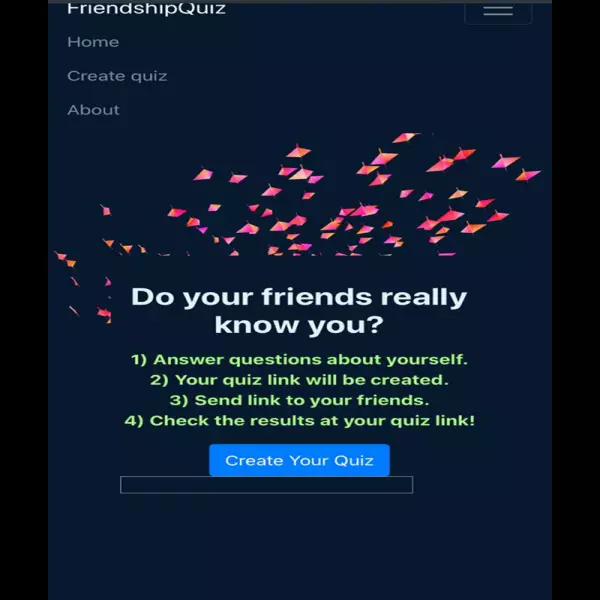 FriendshipQuiz
Home
Create quiz
About
Do your friends really
know you?
1) Answer questions about yourself.
2) Your quiz link will be created.
3) Send link to your friends.
4) Check the results at your quiz link!
Create Your Quiz